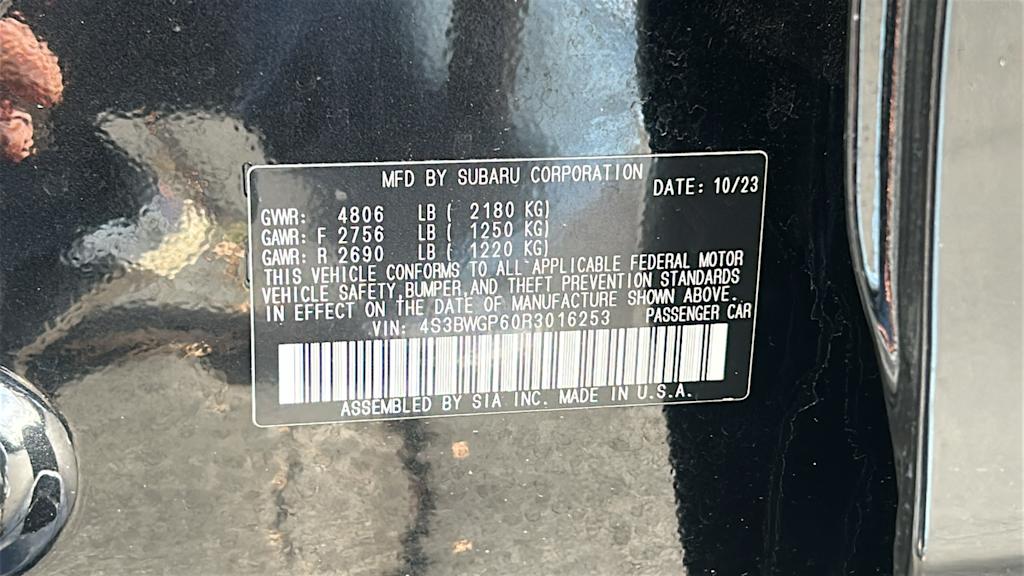 MFD BY SUBARU CORPORATION DATE: 10/23
GVWR: 4806 LB ( 2180 KG)
GAWR: F 2756 LB ( 1250 KG)
GAWR: R 2690 LB ( 1220 KG)
THIS VEHICLE CONFORMS TO ALL APPLICABLE FEDERAL MOTOR
VEHICLE SAFETY, BUMPER, AND THEFT PREVENTION STANDARDS
IN EFFECT ON THE DATE OF MANUFACTURE SHOWN ABOVE.
VIN: 4S3BWGP60R3016253 PASSENGER CAR
ASSEMBLED BY SIA INC. MADE IN U.S.A.